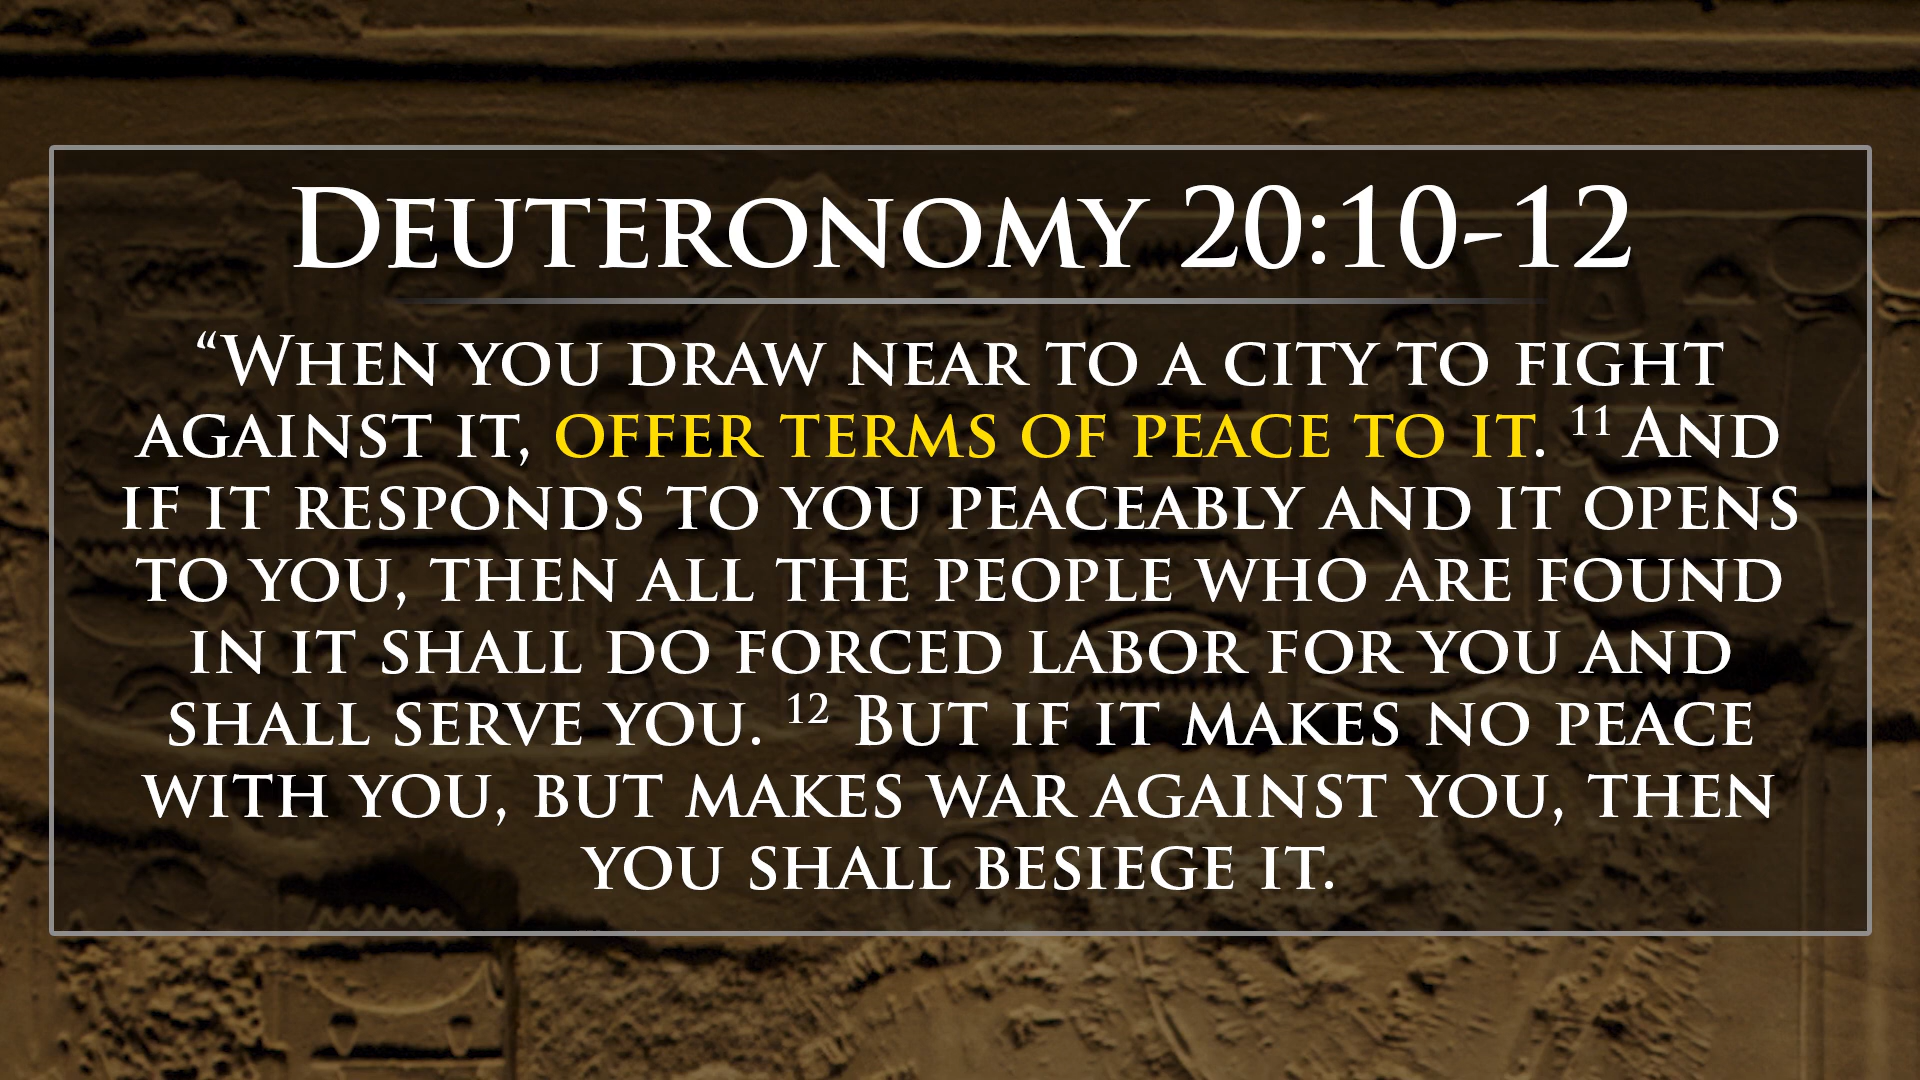 Deuteronomy 20:10-12
“When you draw near to a city to fight
against it, offer terms of peace to it. 11 And
if it responds to you peaceably and it opens
to you, then all the people who are found
in it shall do forced labor for you and
shall serve you. 12 But if it makes no peace
with you, but makes war against you, then
you shall besiege it.